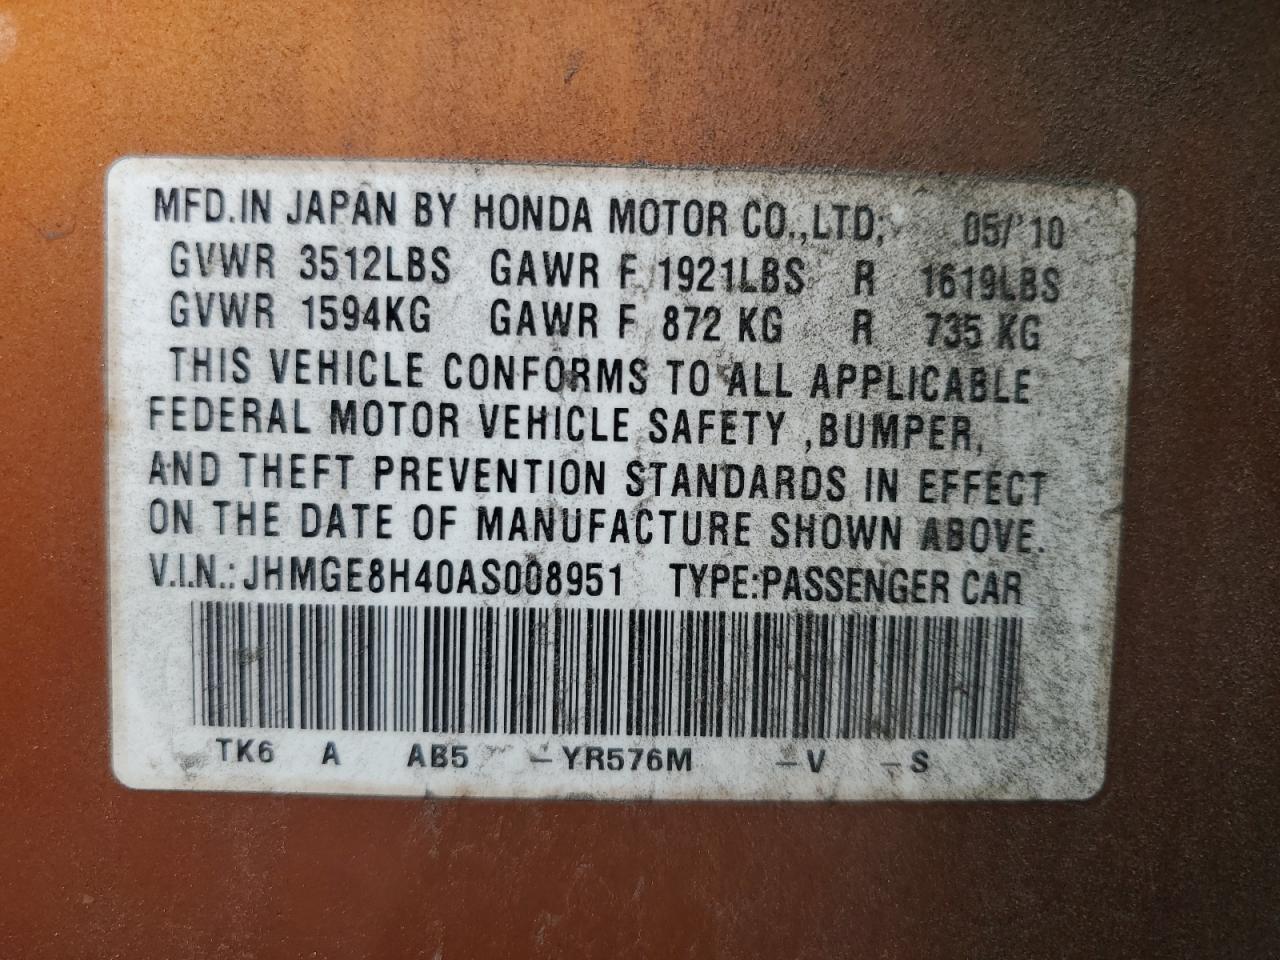 MFD.IN JAPAN BY HONDA MOTOR CO.,LTD; 05/'10
GVWR 3512LBS GAWR F 1921LBS R 1619LBS
GVWR 1594KG GAWR F 872 KG R 735 KG
THIS VEHICLE CONFORMS TO ALL APPLICABLE
FEDERAL MOTOR VEHICLE SAFETY ,BUMPER,
AND THEFT PREVENTION STANDARDS IN EFFECT
ON THE DATE OF MANUFACTURE SHOWN ABOVE.
V.I.N.:JHMGE8H40AS008951 TYPE:PASSENGER CAR
TK6 A AB5 -YR576M -V -S